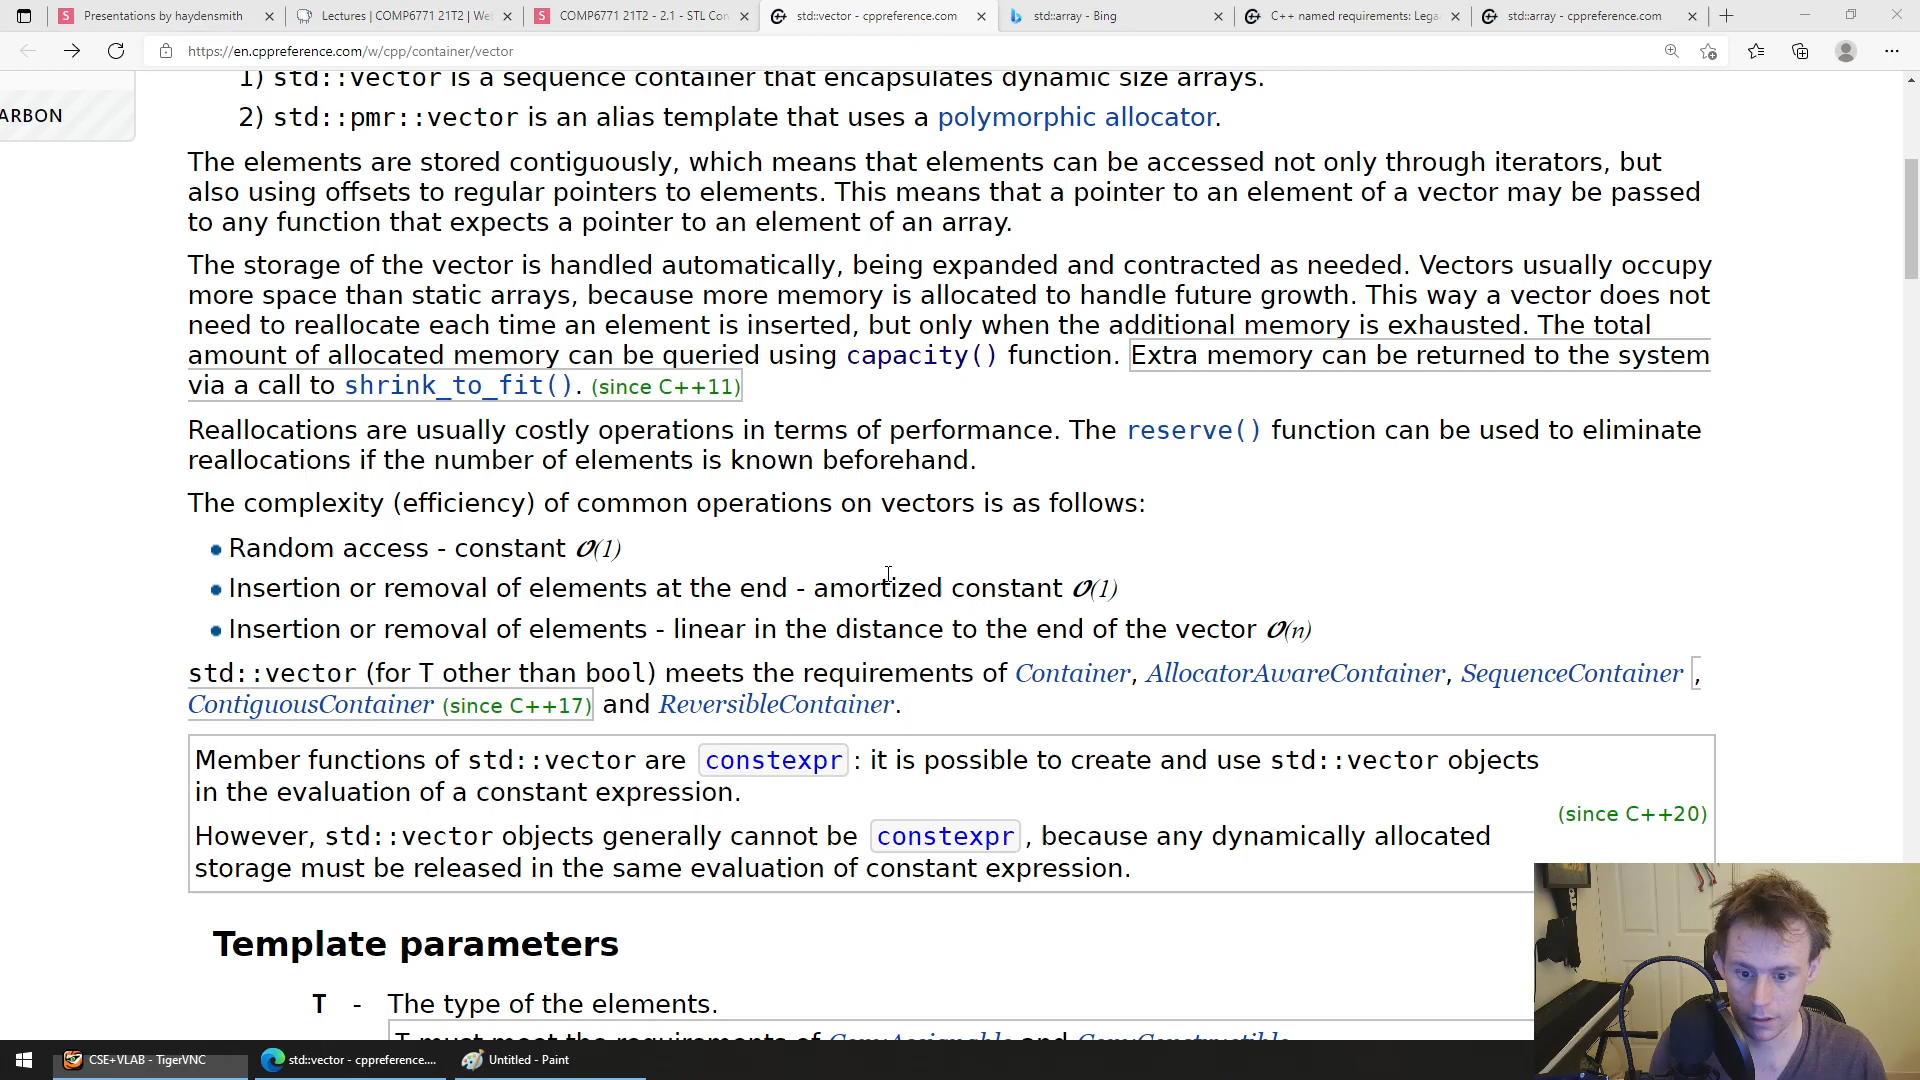 Presentations by haydensmith
Lectures | COMP6771 21T2 | We
COMP6771 21T2 - 2.1 - STL Con
std::vector - cppreference.com
std::array - Bing
C++ named requirements: Lega
std::array - cppreference.com
https://en.cppreference.com/w/cpp/container/vector
ARBON
1) std::vector is a sequence container that encapsulates dynamic size arrays.
2) std::pmr::vector is an alias template that uses a polymorphic allocator.
The elements are stored contiguously, which means that elements can be accessed not only through iterators, but
also using offsets to regular pointers to elements. This means that a pointer to an element of a vector may be passed
to any function that expects a pointer to an element of an array.
The storage of the vector is handled automatically, being expanded and contracted as needed. Vectors usually occupy
more space than static arrays, because more memory is allocated to handle future growth. This way a vector does not
need to reallocate each time an element is inserted, but only when the additional memory is exhausted. The total
amount of allocated memory can be queried using capacity() function. Extra memory can be returned to the system
via a call to shrink_to_fit(). (since C++11)
Reallocations are usually costly operations in terms of performance. The reserve() function can be used to eliminate
reallocations if the number of elements is known beforehand.
The complexity (efficiency) of common operations on vectors is as follows:
Random access - constant 𝓞(1)
Insertion or removal of elements at the end - amortized constant 𝓞(1)
Insertion or removal of elements - linear in the distance to the end of the vector 𝓞(n)
std::vector (for T other than bool) meets the requirements of Container, AllocatorAwareContainer, SequenceContainer ,
ContiguousContainer (since C++17) and ReversibleContainer.
Member functions of std::vector are constexpr: it is possible to create and use std::vector objects
in the evaluation of a constant expression.
(since C++20)
However, std::vector objects generally cannot be constexpr, because any dynamically allocated
storage must be released in the same evaluation of constant expression.
Template parameters
T - The type of the elements.
T must meet the requirements of CopyAssignable and CopyConstructible
CSE+VLAB - TigerVNC
std::vector - cppreference....
Untitled - Paint